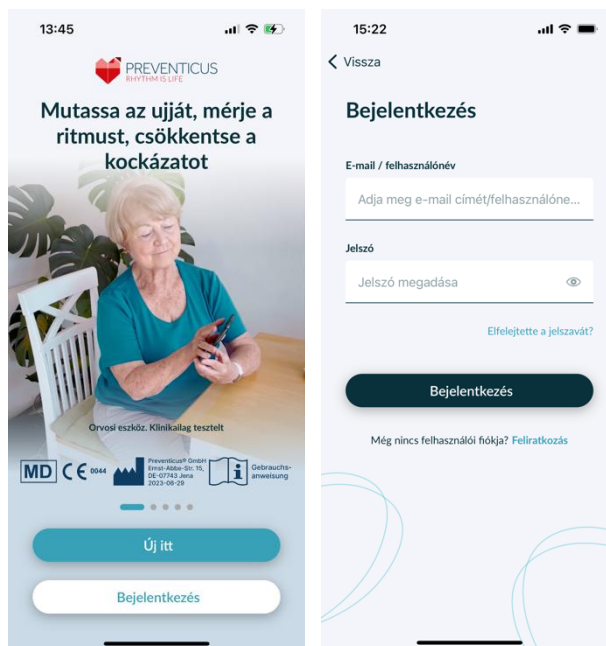 13:45
PREVENTICUS
RHYTHM IS LIFE
Mutassa az ujját, mérje a
ritmust, csökkentse a
kockázatot
Orvosi eszköz. Klinikailag tesztelt
MD CE 0044
Preventicus® GmbH
Ernst-Abbe-Str. 15,
DE-07743 Jena
2023-06-29
i
Gebrauchs-
anweisung
Új itt
Bejelentkezés
15:22
Vissza
Bejelentkezés
E-mail / felhasználónév
Adja meg e-mail címét/felhasználóne...
Jelszó
Jelszó megadása
Elfelejtette a jelszavát?
Bejelentkezés
Még nincs felhasználói fiókja? Feliratkozás